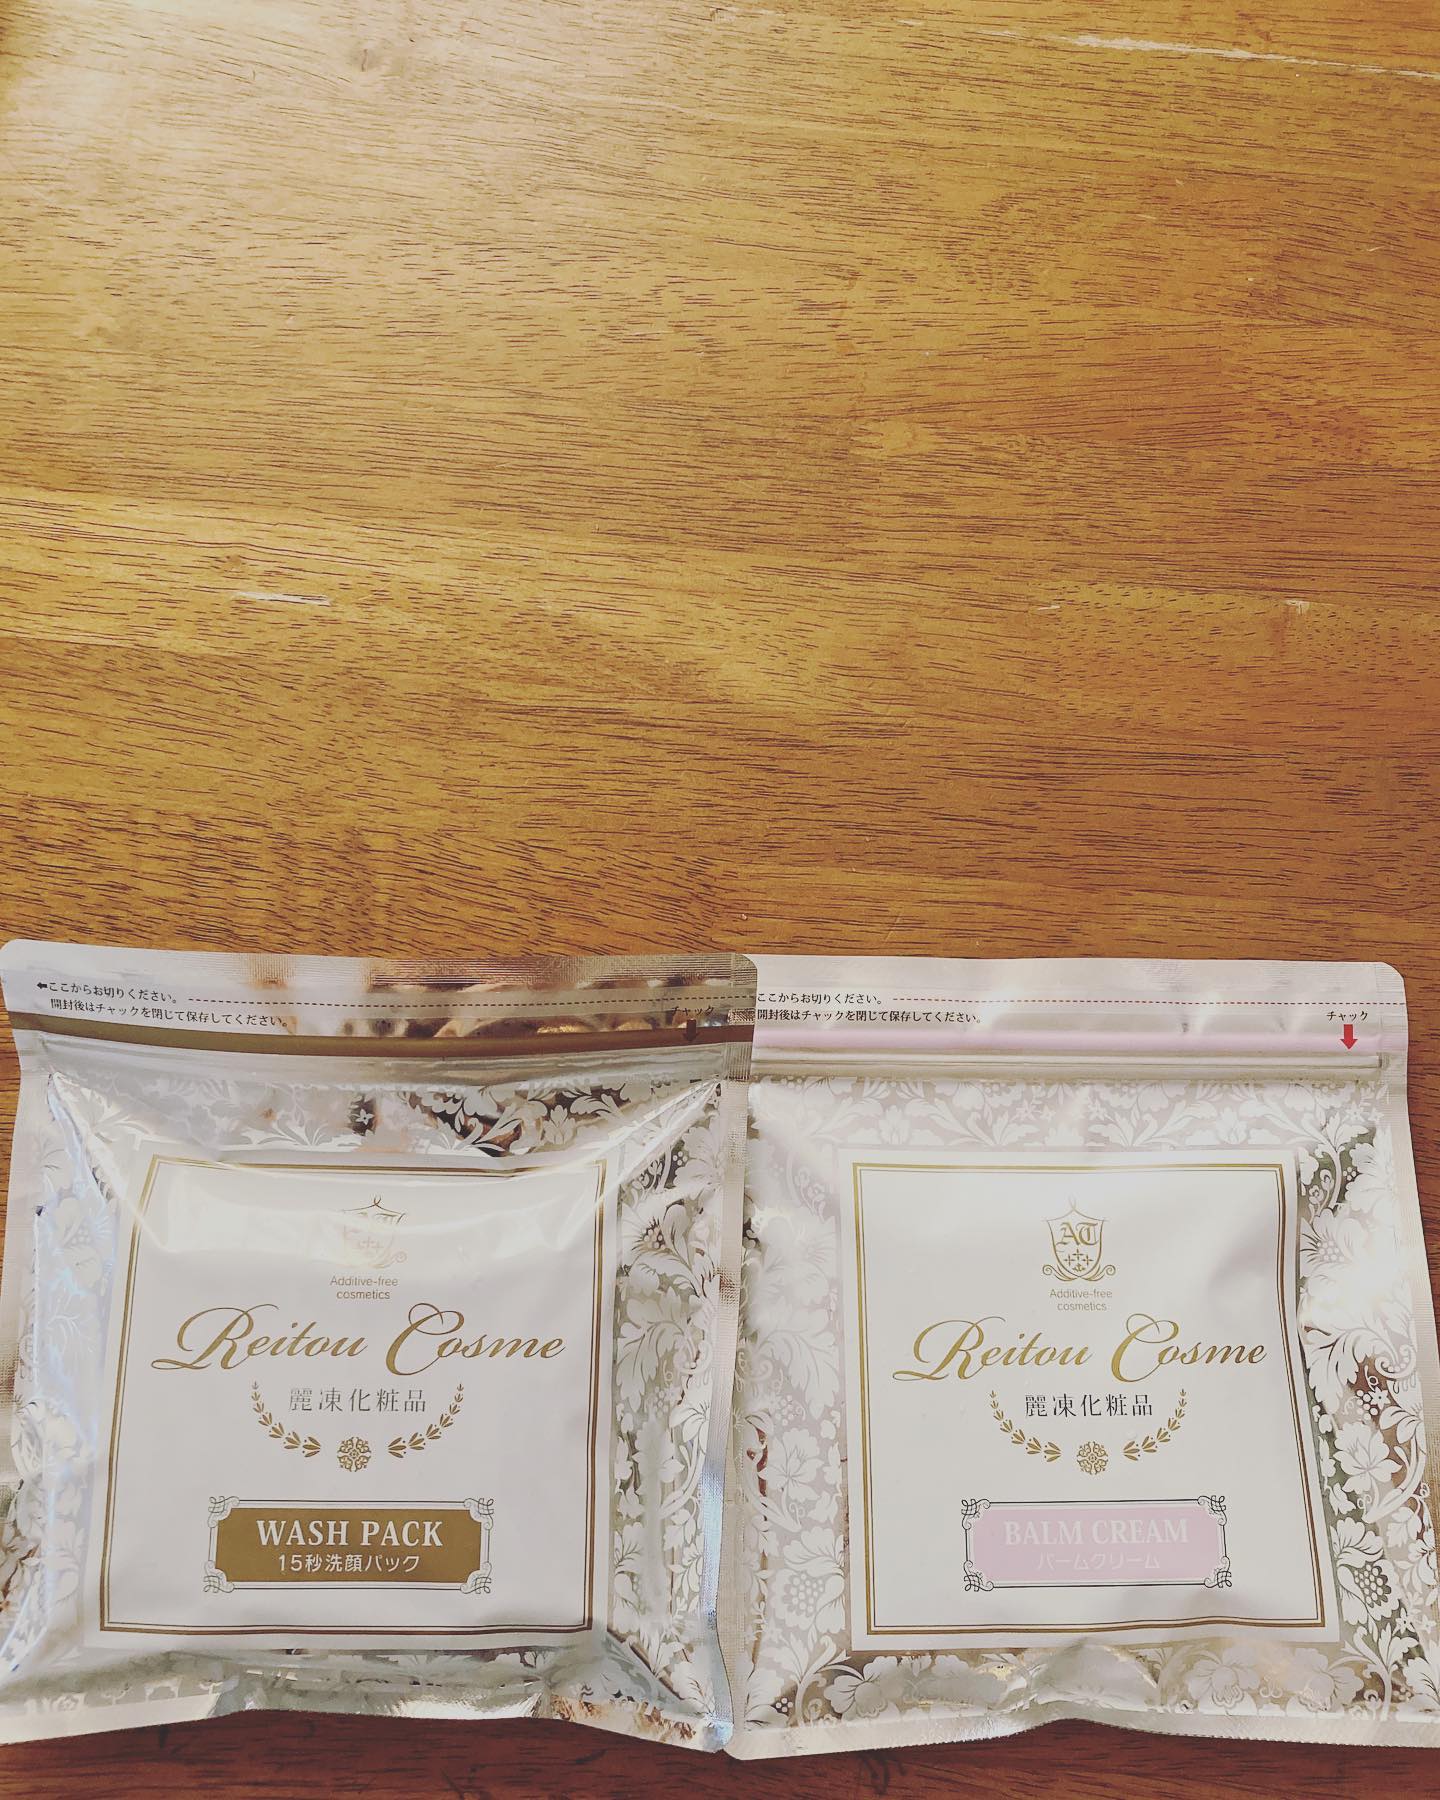 ⬅ここからお切りください。
開封後はチャックを閉じて保存してください。
チャック
AT
Additive-free
cosmetics
Reitou Cosme
麗凍化粧品
WASH PACK
15秒洗顔パック
ここからお切りください。
開封後はチャックを閉じて保存してください。
チャック
AT
Additive-free
cosmetics
Reitou Cosme
麗凍化粧品
BALM CREAM
バームクリーム